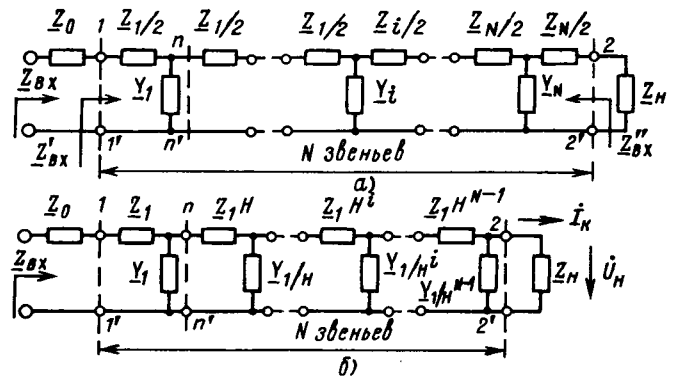 Z0 1 Z1/2 n Z1/2 Z1/2 Zi/2 ZN/2 ZN/2 2
Zвх Y1 Yi YN Zн
Z'вх 1' n' 2' Z''вх
N звеньев
а)
Z0 1 Z1 n Z1H Z1H^i Z1H^N-1 2 İк
Zвх Y1 Y1/H Y1/H^i Y1/H^N-1 Zн U̇н
1' n' 2'
N звеньев
б)